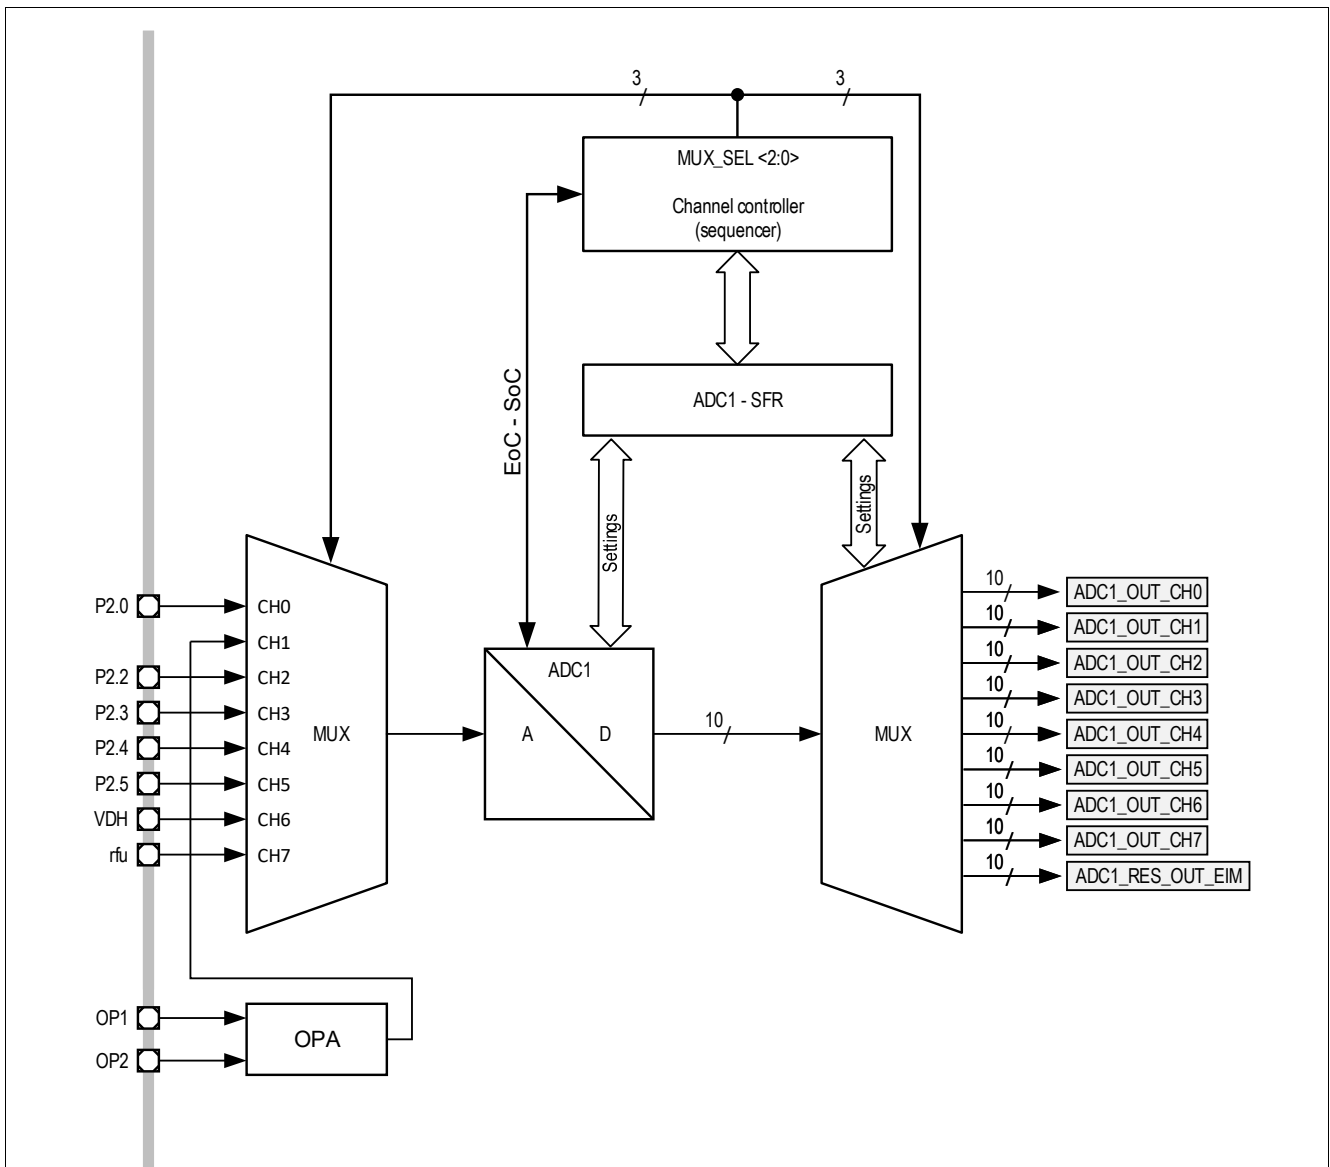 3
3
MUX_SEL <2:0>
Channel controller
(sequencer)
EoC - SoC
ADC1 - SFR
Settings
Settings
P2.0
P2.2
P2.3
P2.4
P2.5
VDH
rfu
CH0
CH1
CH2
CH3
CH4
CH5
CH6
CH7
MUX
ADC1
A
D
10
MUX
10
ADC1_OUT_CH0
10
ADC1_OUT_CH1
10
ADC1_OUT_CH2
10
ADC1_OUT_CH3
10
ADC1_OUT_CH4
10
ADC1_OUT_CH5
10
ADC1_OUT_CH6
10
ADC1_OUT_CH7
10
ADC1_RES_OUT_EIM
OP1
OP2
OPA